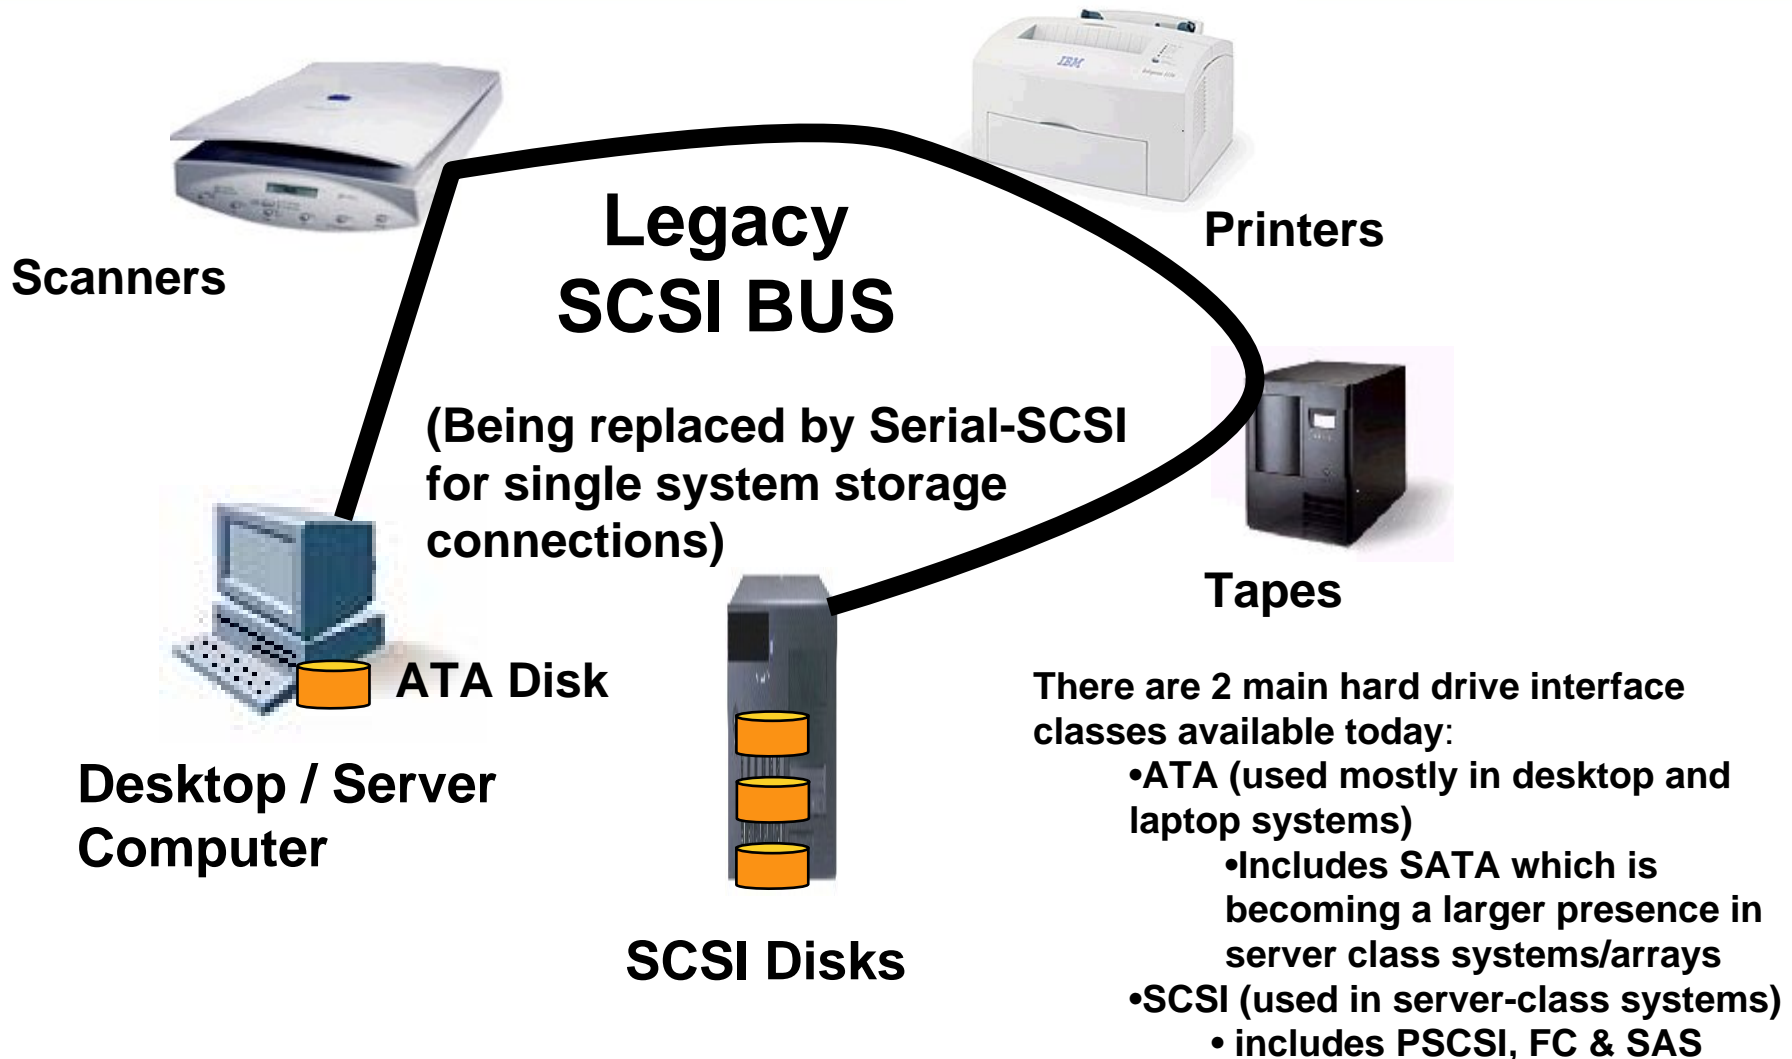 IBM
Printers
Legacy
SCSI BUS
Scanners
(Being replaced by Serial-SCSI
for single system storage
connections)
Tapes
ATA Disk
Desktop / Server
Computer
SCSI Disks
There are 2 main hard drive interface
classes available today:
•ATA (used mostly in desktop and
laptop systems)
•Includes SATA which is
becoming a larger presence in
server class systems/arrays
•SCSI (used in server-class systems)
• includes PSCSI, FC & SAS